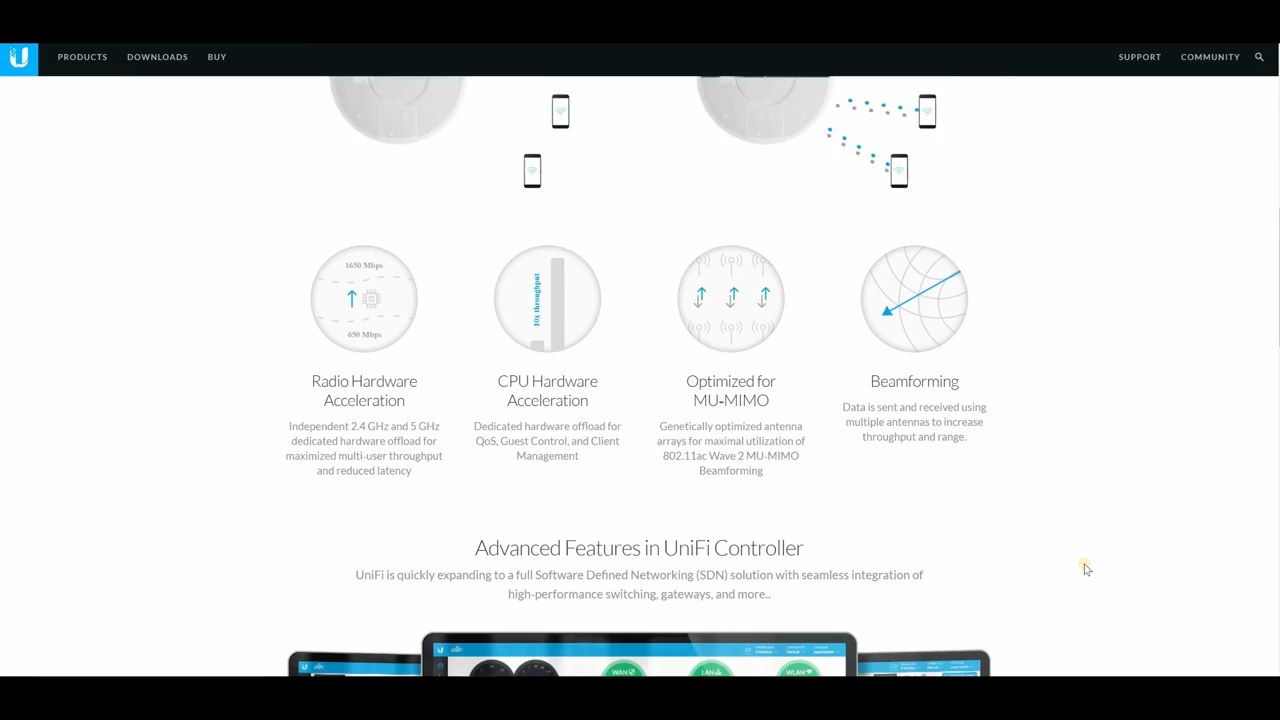 PRODUCTS DOWNLOADS BUY SUPPORT COMMUNITY
1650 Mbps
650 Mbps
10x throughput
Radio Hardware
Acceleration
Independent 2.4 GHz and 5 GHz
dedicated hardware offload for
maximized multi-user throughput
and reduced latency
CPU Hardware
Acceleration
Dedicated hardware offload for
QoS, Guest Control, and Client
Management
Optimized for
MU-MIMO
Genetically optimized antenna
arrays for maximal utilization of
802.11ac Wave 2 MU-MIMO
Beamforming
Beamforming
Data is sent and received using
multiple antennas to increase
throughput and range.
Advanced Features in UniFi Controller
UniFi is quickly expanding to a full Software Defined Networking (SDN) solution with seamless integration of
high-performance switching, gateways, and more..
UniFi
WAN
LAN
WLAN